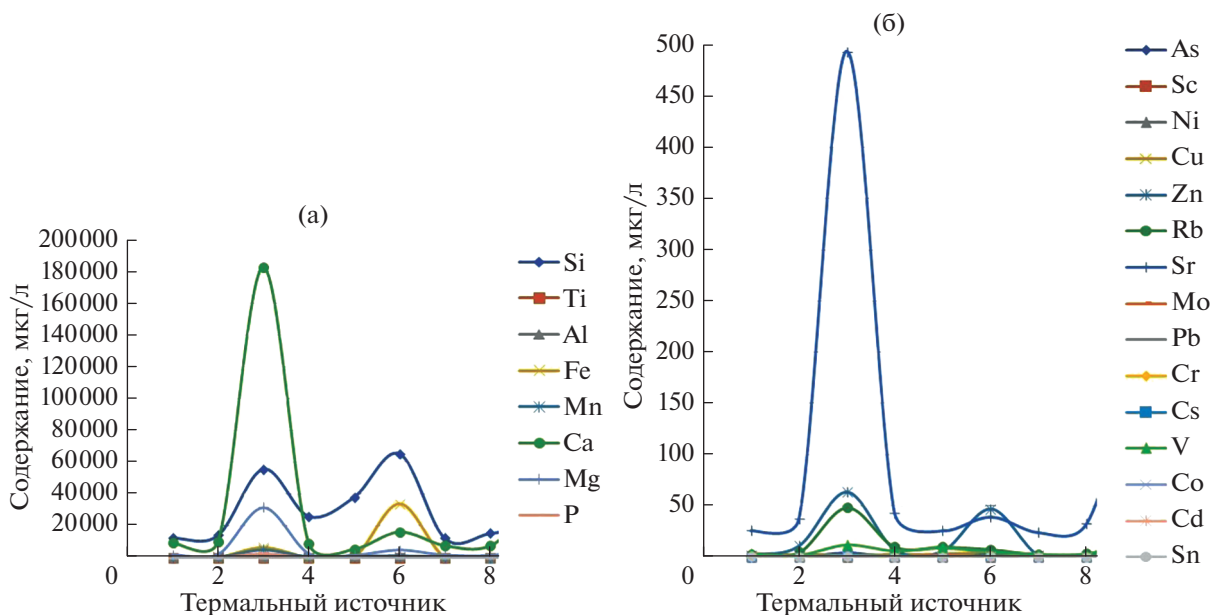 (а)
Содержание, мкг/л
200000
180000
160000
140000
120000
100000
80000
60000
40000
20000
0
2
4
6
8
Термальный источник
Si
Ti
Al
Fe
Mn
Ca
Mg
P
(б)
Содержание, мкг/л
500
450
400
350
300
250
200
150
100
50
0
2
4
6
8
Термальный источник
As
Sc
Ni
Cu
Zn
Rb
Sr
Mo
Pb
Cr
Cs
V
Co
Cd
Sn